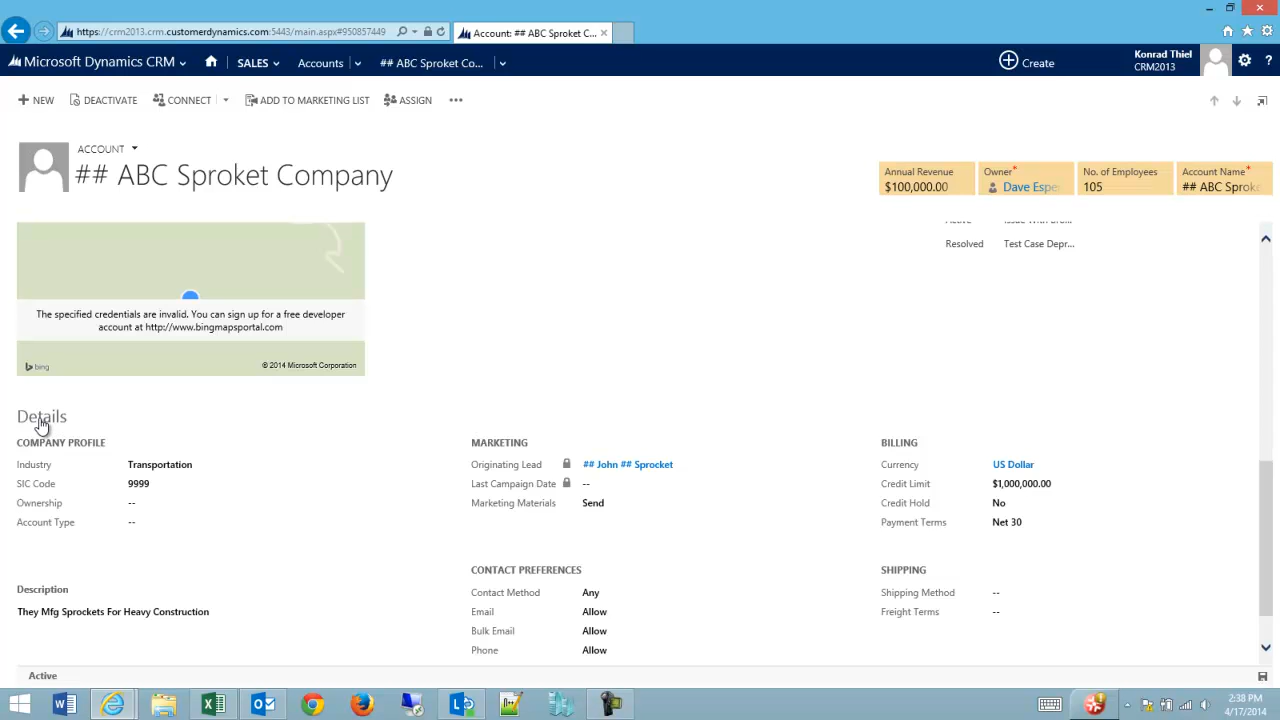 https://crm2013.crm.customerdynamics.com:5443/main.aspx#950857449
Account: ## ABC Sproket C...
Microsoft Dynamics CRM
SALES
Accounts
## ABC Sproket Co...
Create
Konrad Thiel
CRM2013
?
NEW
DEACTIVATE
CONNECT
ADD TO MARKETING LIST
ASSIGN
ACCOUNT
## ABC Sproket Company
Annual Revenue
$100,000.00
Owner*
Dave Espe
No. of Employees
105
Account Name*
## ABC Sproke
Resolved
Test Case Depr...
The specified credentials are invalid. You can sign up for a free developer
account at http://www.bingmapsportal.com
bing
© 2014 Microsoft Corporation
Details
COMPANY PROFILE
Industry
Transportation
SIC Code
9999
Ownership
--
Account Type
--
Description
They Mfg Sprockets For Heavy Construction
MARKETING
Originating Lead
## John ## Sprocket
Last Campaign Date
--
Marketing Materials
Send
CONTACT PREFERENCES
Contact Method
Any
Email
Allow
Bulk Email
Allow
Phone
Allow
BILLING
Currency
US Dollar
Credit Limit
$1,000,000.00
Credit Hold
No
Payment Terms
Net 30
SHIPPING
Shipping Method
--
Freight Terms
--
Active
2:38 PM
4/17/2014